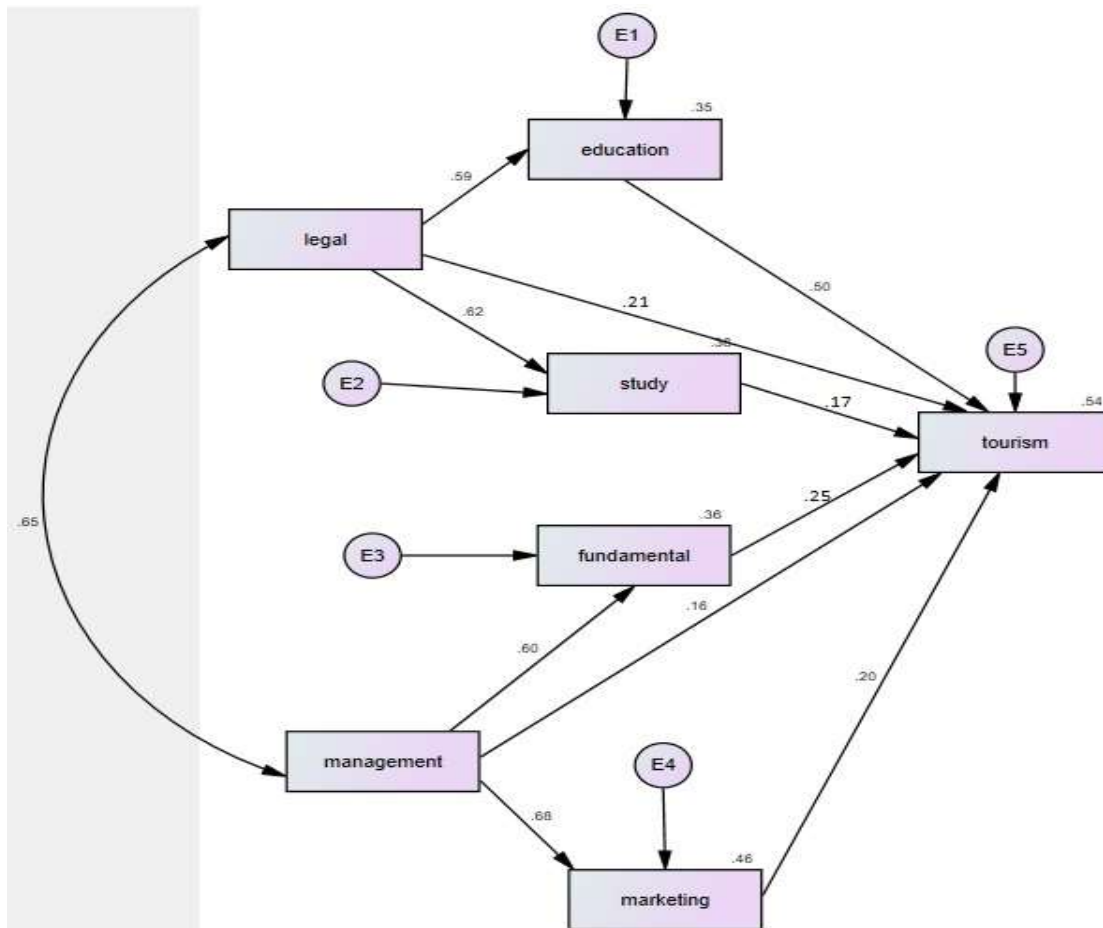 E1
.35
education
.59
legal
.21
.50
.62
E5
E2
study
.17
.54
tourism
.65
.36
.25
E3
fundamental
.16
.60
.20
management
E4
.68
.46
marketing